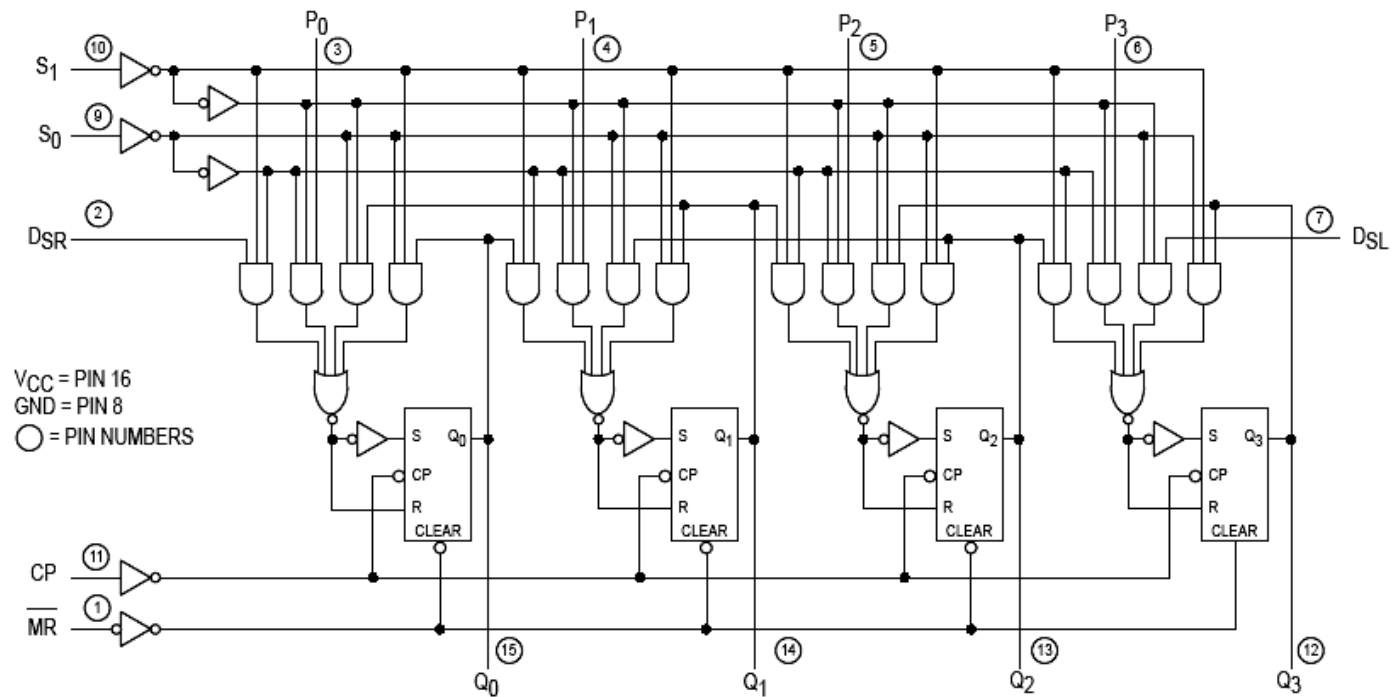 P0 P1 P2 P3
3 4 5 6
10
S1
9
S0
2
DSR
7
DSL
VCC = PIN 16
GND = PIN 8
= PIN NUMBERS
S Q0 S Q1 S Q2 S Q3
CP CP CP CP
R R R R
CLEAR CLEAR CLEAR CLEAR
11
CP
1
MR
15 14 13 12
Q0 Q1 Q2 Q3